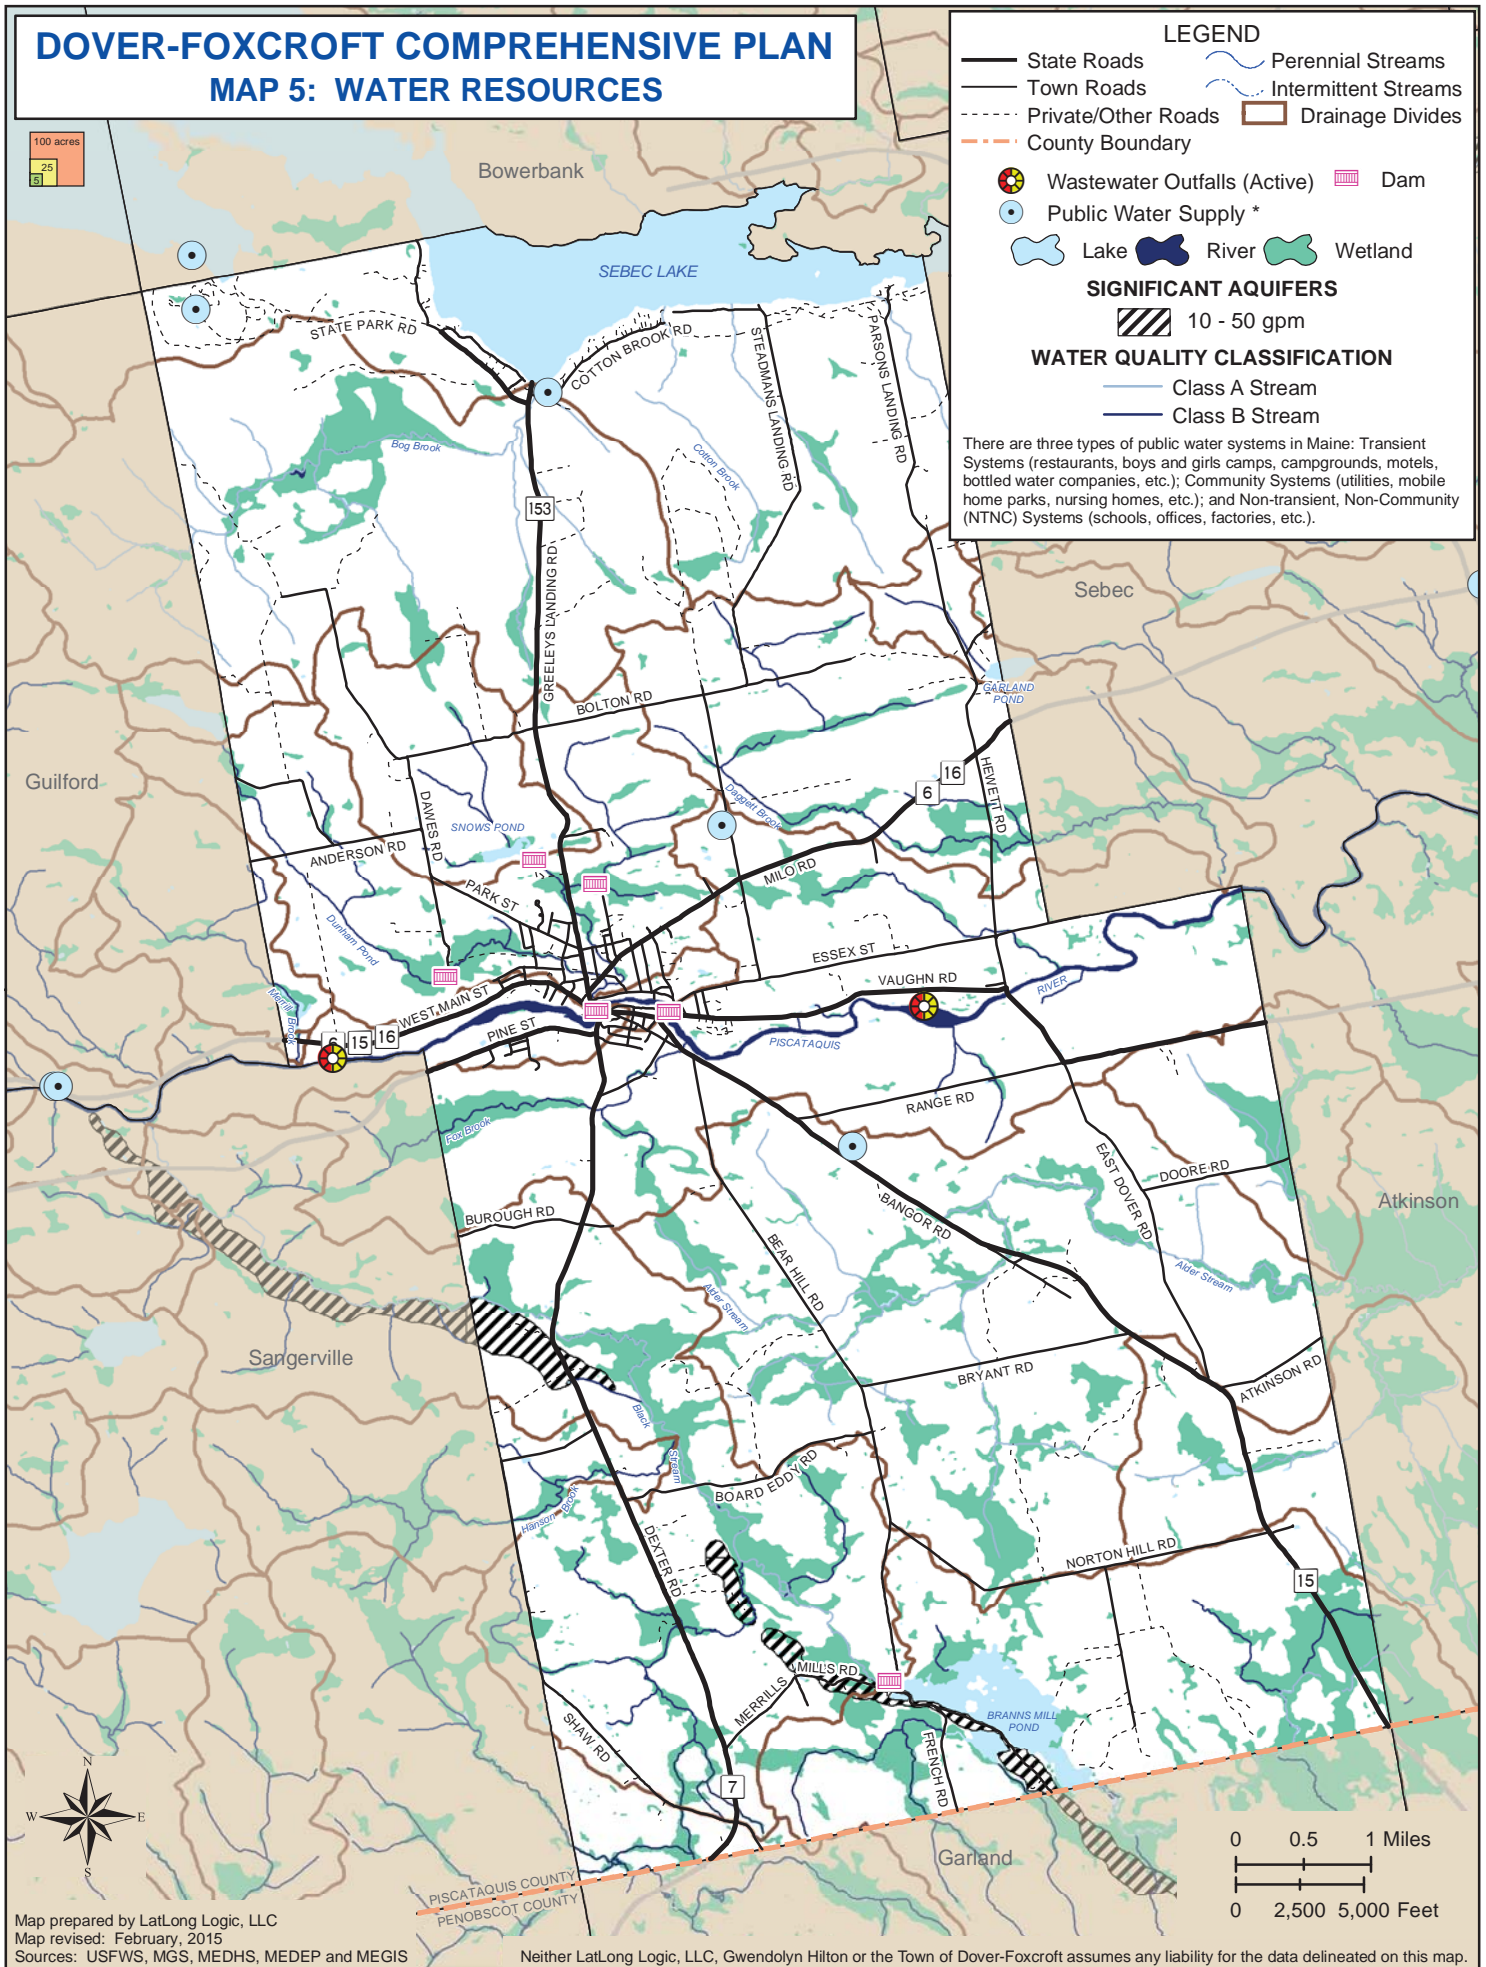 DOVER-FOXCROFT COMPREHENSIVE PLAN
MAP 5: WATER RESOURCES
100 acres
25
5
LEGEND
State Roads
Perennial Streams
Town Roads
Intermittent Streams
Private/Other Roads
Drainage Divides
County Boundary
Wastewater Outfalls (Active)
Dam
Public Water Supply *
Lake
River
Wetland
SIGNIFICANT AQUIFERS
10 - 50 gpm
WATER QUALITY CLASSIFICATION
Class A Stream
Class B Stream
There are three types of public water systems in Maine: Transient
Systems (restaurants, boys and girls camps, campgrounds, motels,
bottled water companies, etc.); Community Systems (utilities, mobile
home parks, nursing homes, etc.); and Non-transient, Non-Community
(NTNC) Systems (schools, offices, factories, etc.).
Bowerbank
SEBEC LAKE
STATE PARK RD
COTTON BROOK RD
STEADMANS LANDING RD
PARSONS LANDING RD
Bog Brook
Cotton Brook
153
GREELEYS LANDING RD
Sebec
BOLTON RD
GARLAND
POND
Guilford
16
6
HEWETT RD
DAWES RD
SNOWS POND
Daggett Brook
ANDERSON RD
MILO RD
PARK ST
Dunham Pond
ESSEX ST
VAUGHN RD
RIVER
Merrill Brook
WEST MAIN ST
6
15
16
PINE ST
PISCATAQUIS
RANGE RD
Fox Brook
EAST DOVER RD
DOORE RD
Atkinson
BUROUGH RD
BANGOR RD
BEAR HILL RD
Alder Stream
Alder Stream
Sangerville
BRYANT RD
ATKINSON RD
Black
Stream
BOARD EDDY RD
Hanson Brook
DEXTER RD
NORTON HILL RD
15
MILLS RD
MERRILLS
SHAW RD
BRANNS MILL
POND
FRENCH RD
7
N
W
E
S
Garland
PISCATAQUIS COUNTY
PENOBSCOT COUNTY
0 0.5 1 Miles
0 2,500 5,000 Feet
Map prepared by LatLong Logic, LLC
Map revised: February, 2015
Sources: USFWS, MGS, MEDHS, MEDEP and MEGIS
Neither LatLong Logic, LLC, Gwendolyn Hilton or the Town of Dover-Foxcroft assumes any liability for the data delineated on this map.